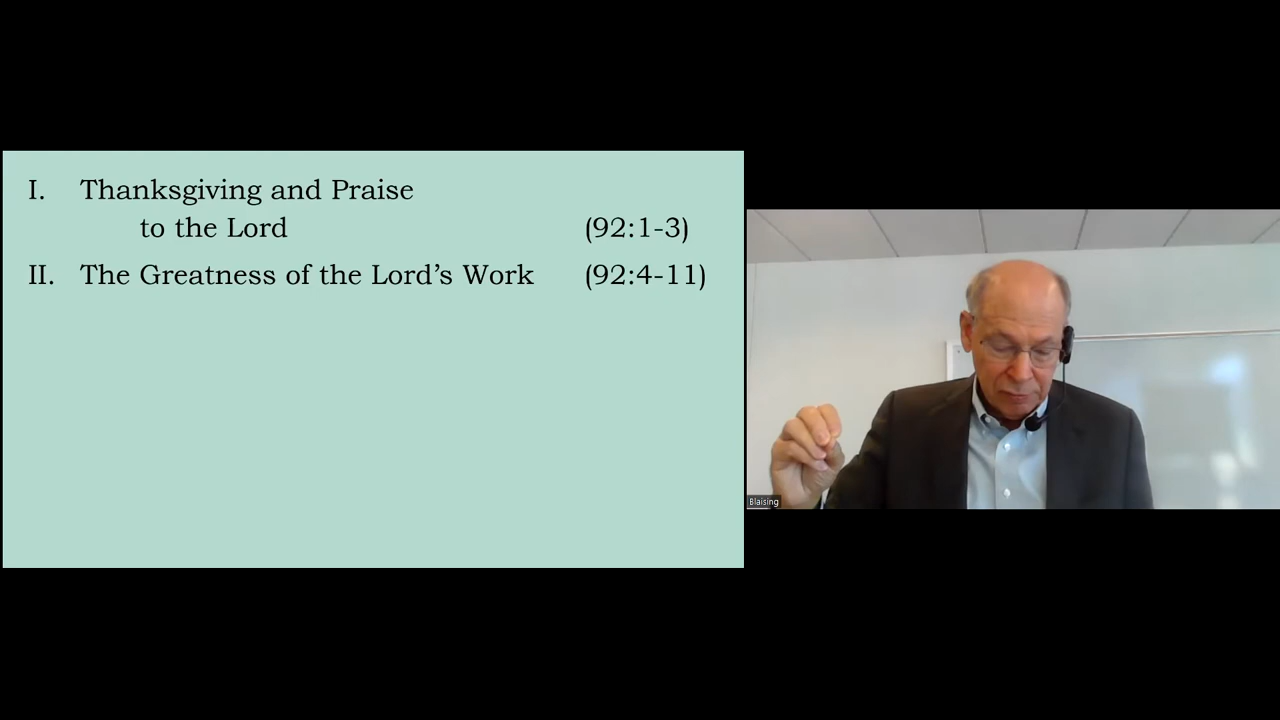 I. Thanksgiving and Praise
to the Lord (92:1-3)
II. The Greatness of the Lord’s Work (92:4-11)
Blaising